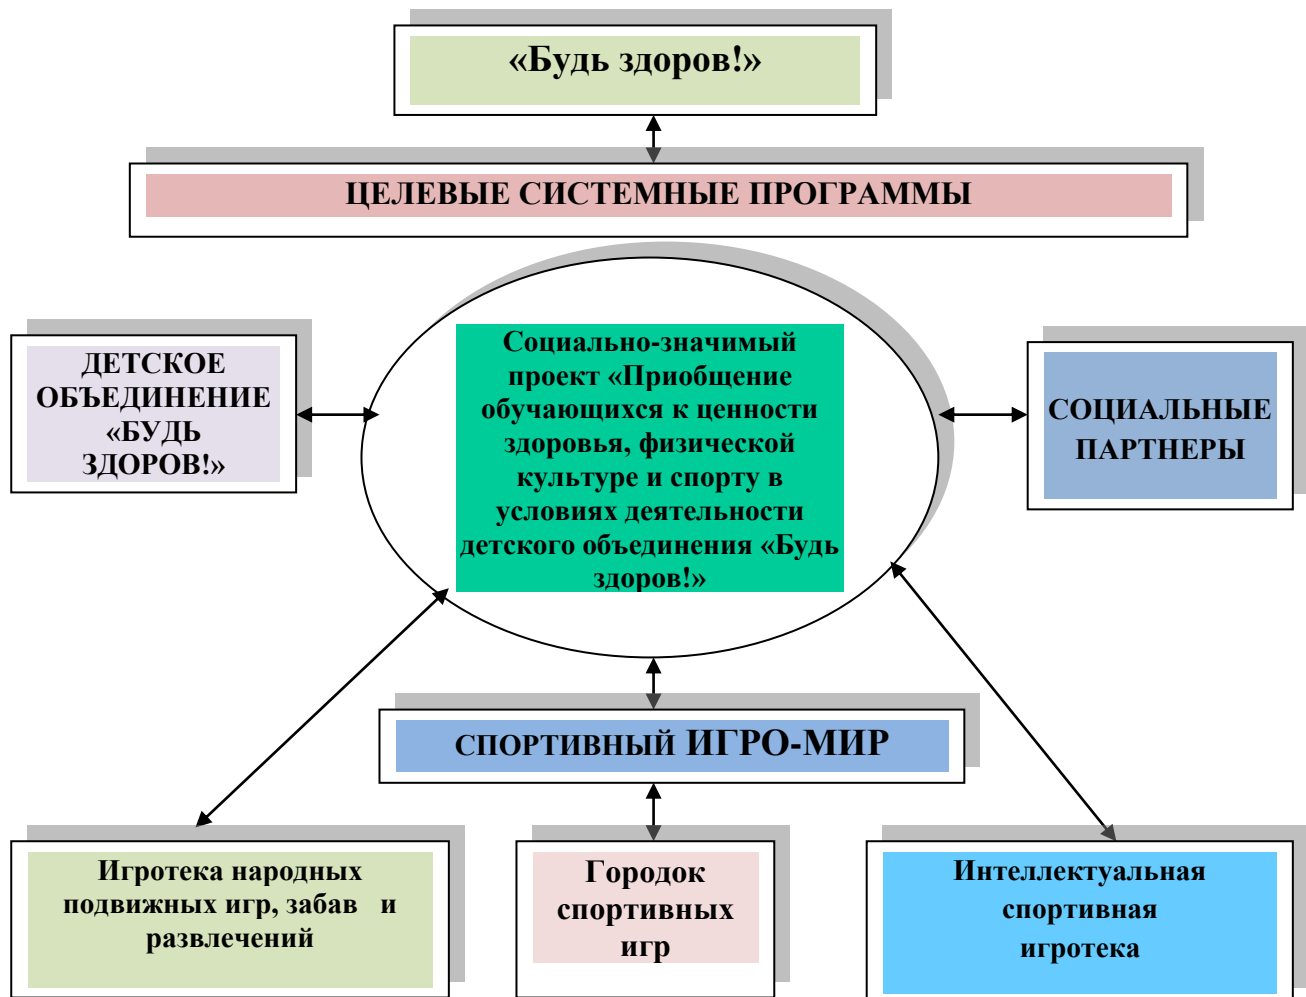 «Будь здоров!»
ЦЕЛЕВЫЕ СИСТЕМНЫЕ ПРОГРАММЫ
ДЕТСКОЕ
ОБЪЕДИНЕНИЕ
«БУДЬ
ЗДОРОВ!»
Социально-значимый
проект «Приобщение
обучающихся к ценности
здоровья, физической
культуре и спорту в
условиях деятельности
детского объединения «Будь
здоров!»
СОЦИАЛЬНЫЕ
ПАРТНЕРЫ
СПОРТИВНЫЙ ИГРО-МИР
Игротека народных
подвижных игр, забав и
развлечений
Городок
спортивных
игр
Интеллектуальная
спортивная
игротека